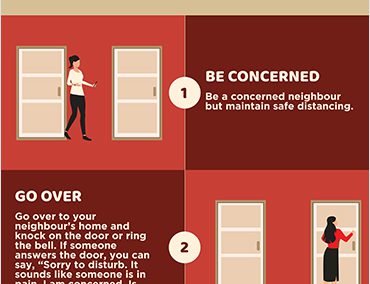 1
BE CONCERNED
Be a concerned neighbour
but maintain safe distancing.
GO OVER
Go over to your
neighbour's home and
knock on the door or ring
the bell. If someone
answers the door, you can
say, “Sorry to disturb. It
sounds like someone is in
pain. I am concerned. Is
2